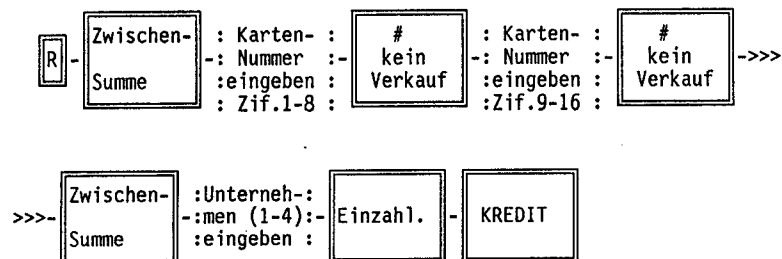 Zwischen- : Karten- : # : Karten- : #
R - -: Nummer :- kein -: Nummer :- kein ->>>
Summe :eingeben : Verkauf :eingeben : Verkauf
: Zif.1-8 : :Zif.9-16 :
Zwischen- :Unterneh-:
>>>- -:men (1-4):- Einzahl. - KREDIT
Summe :eingeben :